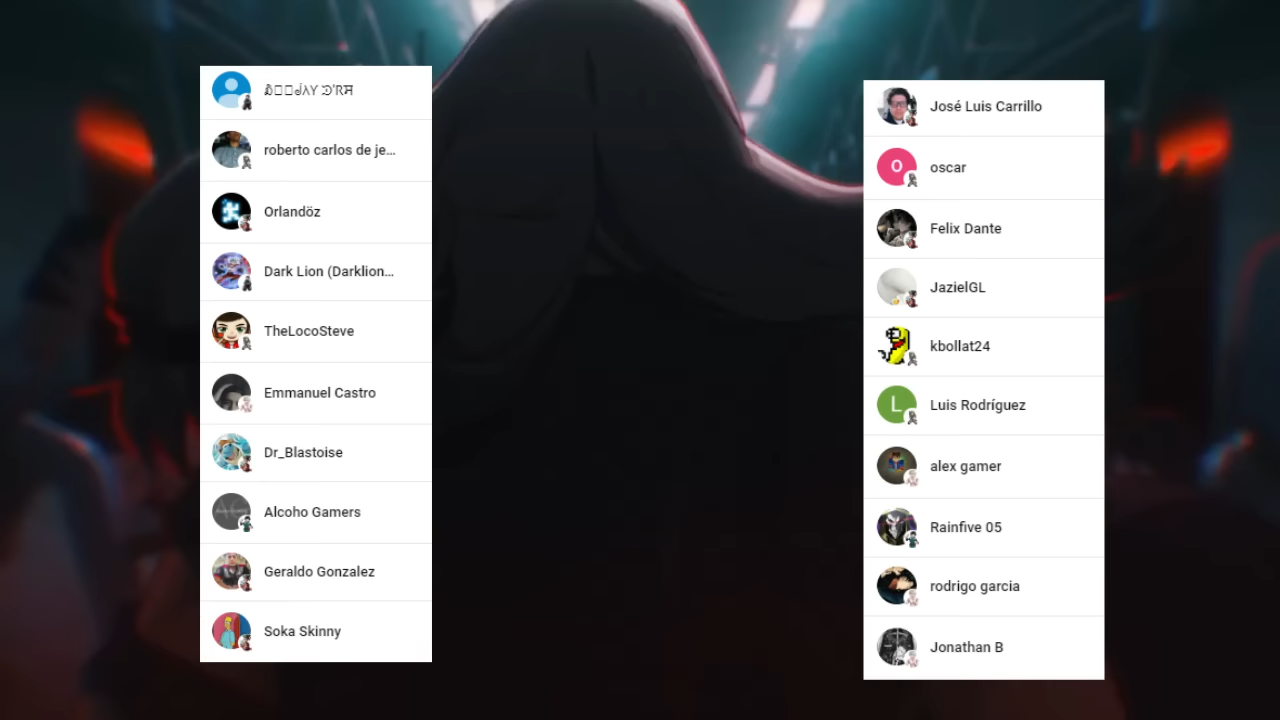 roberto carlos de je...
Orlandöz
Dark Lion (Darklion...
TheLocoSteve
Emmanuel Castro
Dr_Blastoise
Alcoho Gamers
Geraldo Gonzalez
Soka Skinny
José Luis Carrillo
O
oscar
Felix Dante
JazielGL
kbollat24
L
Luis Rodríguez
alex gamer
Rainfive 05
rodrigo garcia
Jonathan B